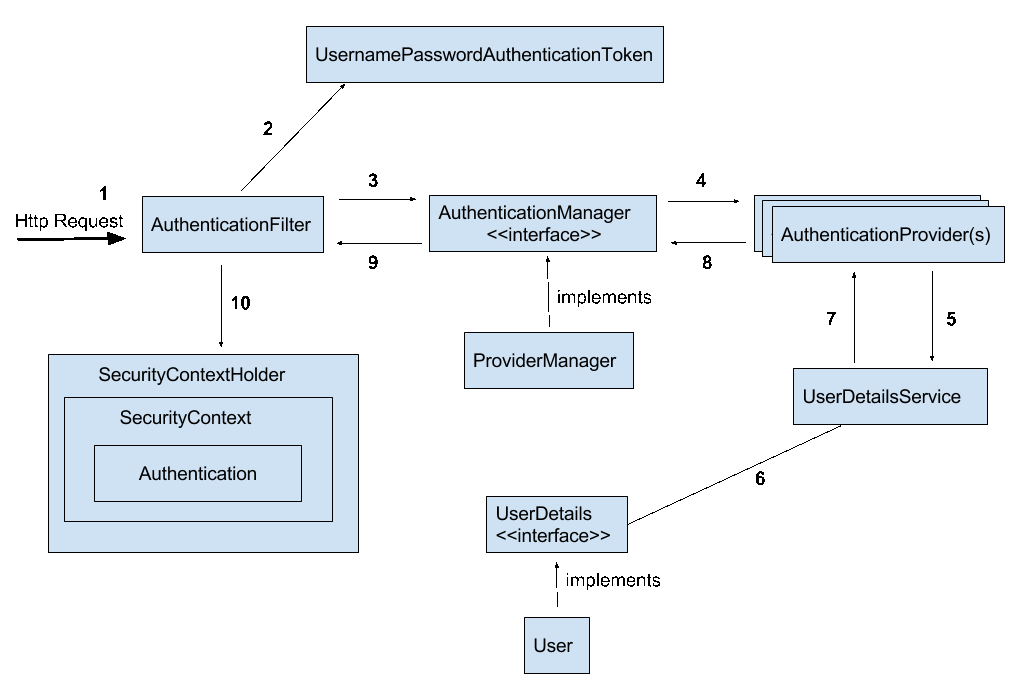 UsernamePasswordAuthenticationToken
2
1
3
4
Http Request
AuthenticationFilter
AuthenticationManager
<<interface>>
AuthenticationProvider(s)
9
8
10
implements
7
5
SecurityContextHolder
ProviderManager
SecurityContext
UserDetailsService
Authentication
6
UserDetails
<<interface>>
implements
User